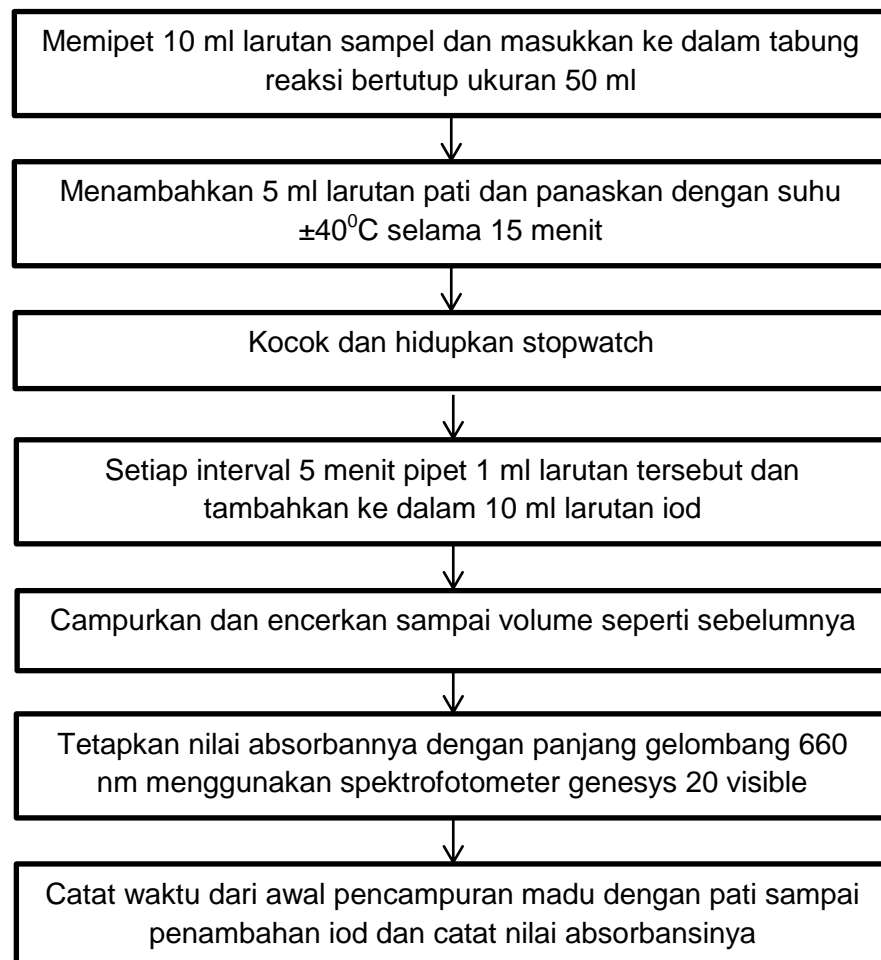 Memipet 10 ml larutan sampel dan masukkan ke dalam tabung
reaksi bertutup ukuran 50 ml
Menambahkan 5 ml larutan pati dan panaskan dengan suhu
±40⁰C selama 15 menit
Kocok dan hidupkan stopwatch
Setiap interval 5 menit pipet 1 ml larutan tersebut dan
tambahkan ke dalam 10 ml larutan iod
Campurkan dan encerkan sampai volume seperti sebelumnya
Tetapkan nilai absorbannya dengan panjang gelombang 660
nm menggunakan spektrofotometer genesys 20 visible
Catat waktu dari awal pencampuran madu dengan pati sampai
penambahan iod dan catat nilai absorbansinya